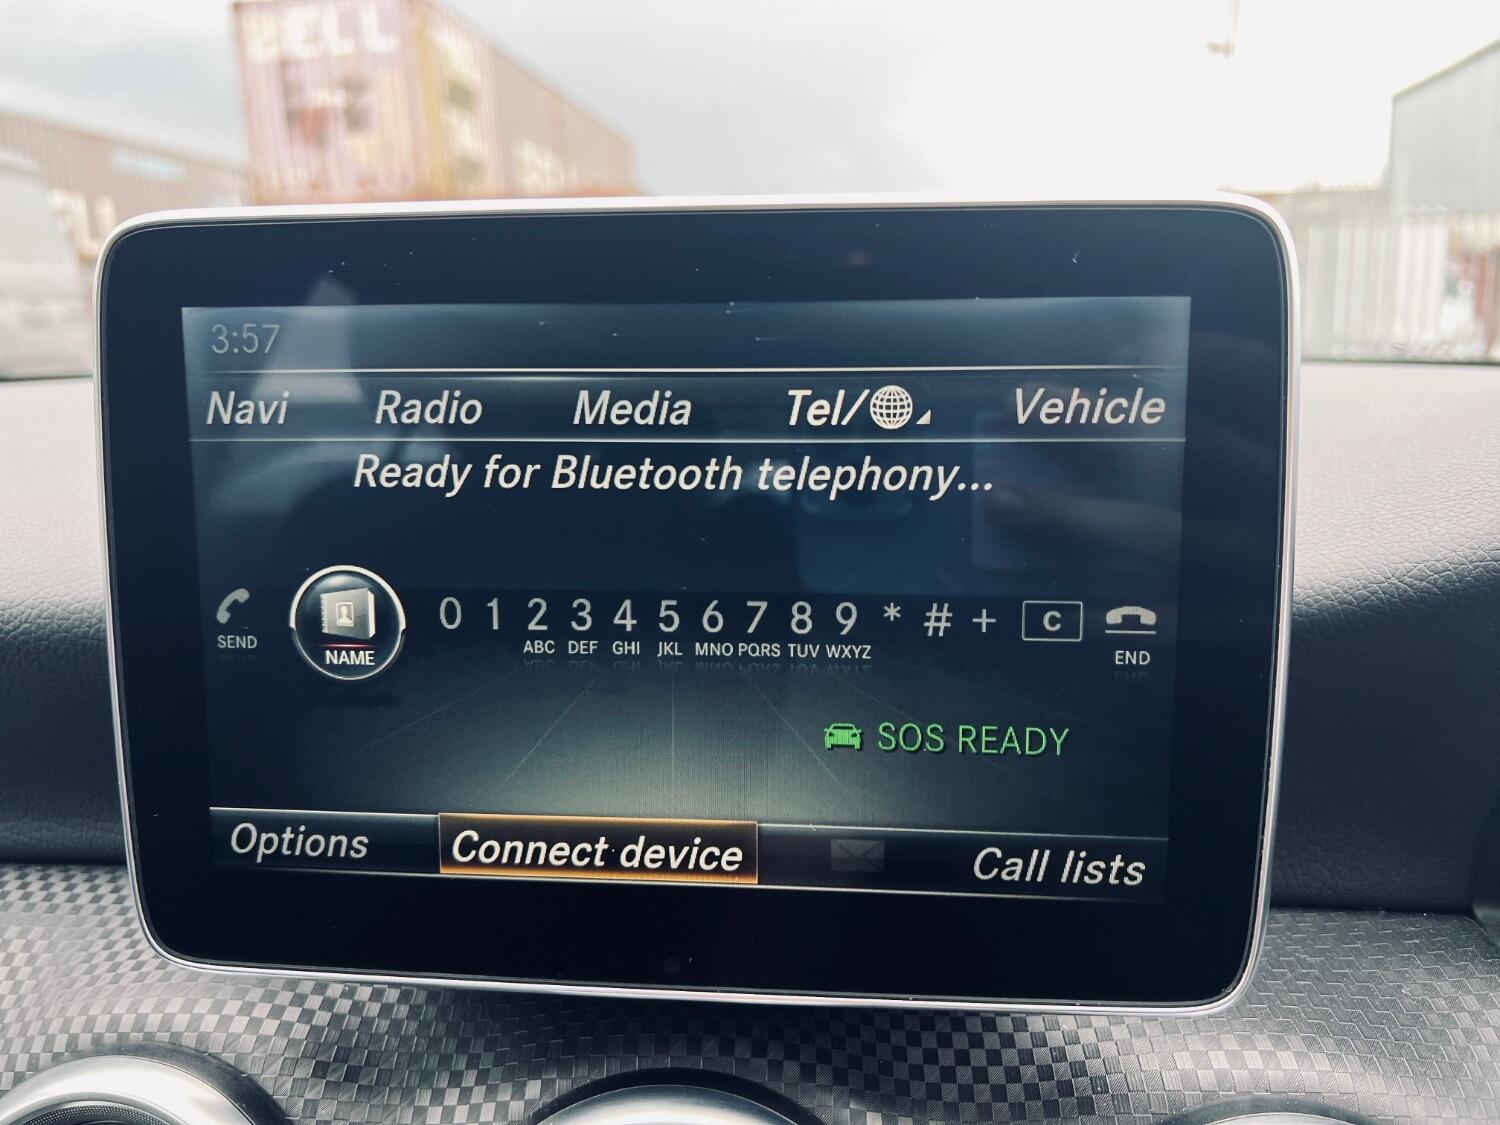 BELL
3:57
Navi Radio Media Tel/ Vehicle
Ready for Bluetooth telephony...
0 1 2 3 4 5 6 7 8 9 * # + C
SEND NAME ABC DEF GHI JKL MNO PQRS TUV WXYZ END
SOS READY
Options Connect device Call lists